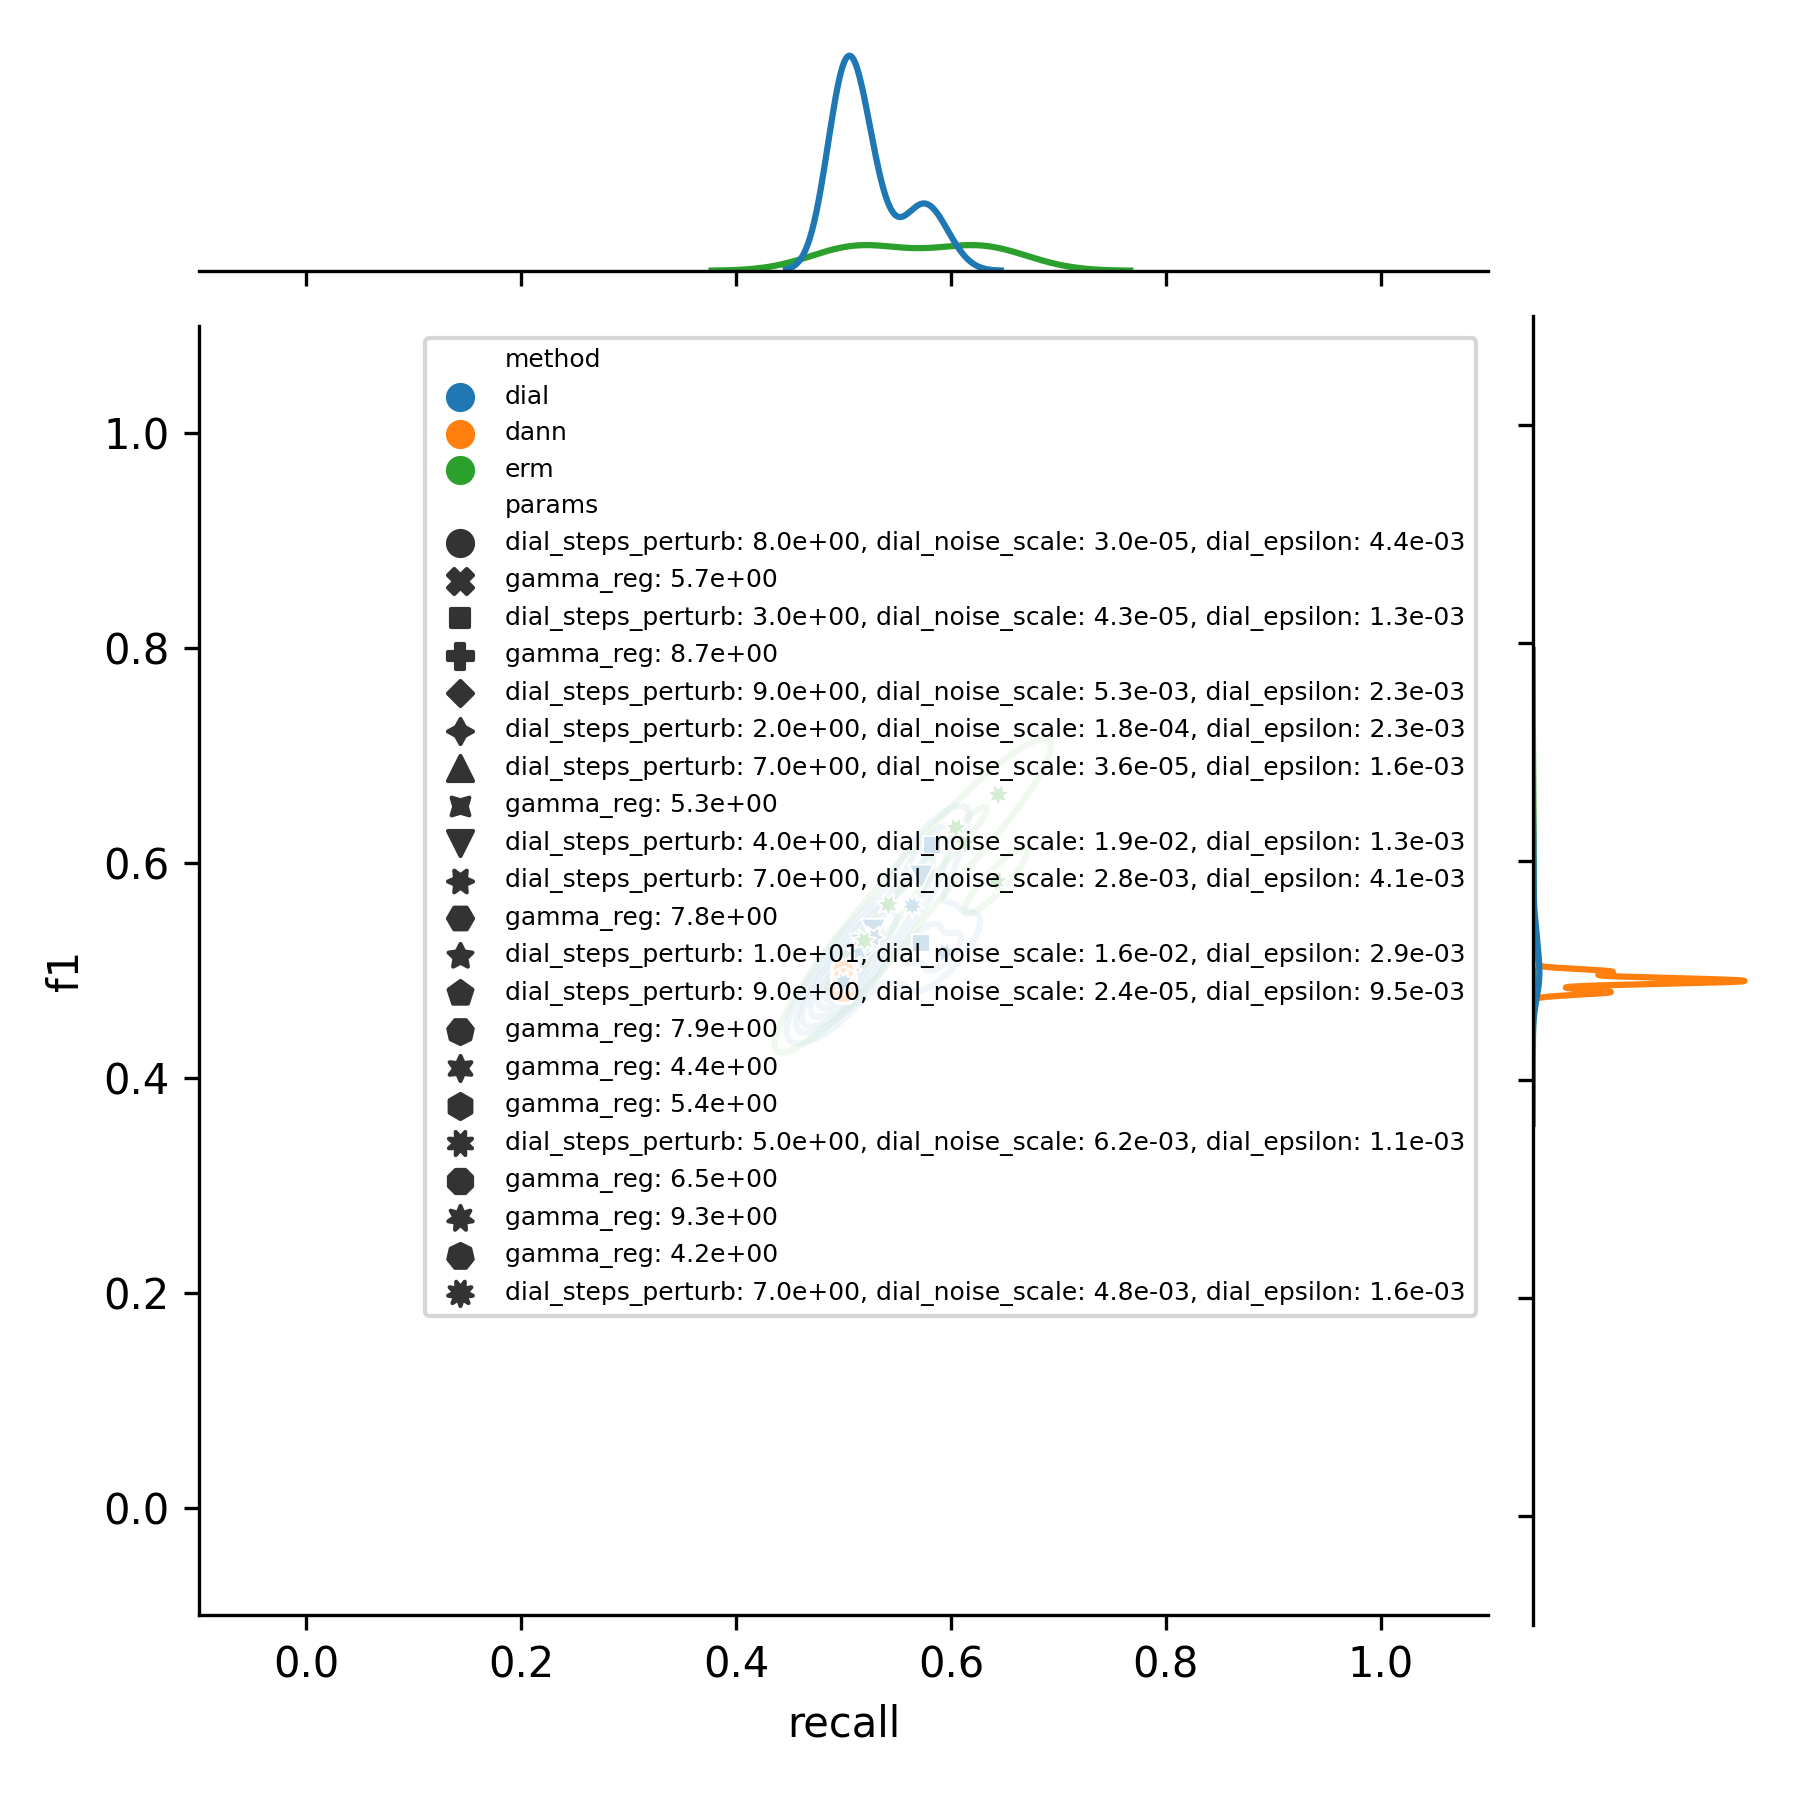 method
dial
dann
erm
params
dial_steps_perturb: 8.0e+00, dial_noise_scale: 3.0e-05, dial_epsilon: 4.4e-03
gamma_reg: 5.7e+00
dial_steps_perturb: 3.0e+00, dial_noise_scale: 4.3e-05, dial_epsilon: 1.3e-03
gamma_reg: 8.7e+00
dial_steps_perturb: 9.0e+00, dial_noise_scale: 5.3e-03, dial_epsilon: 2.3e-03
dial_steps_perturb: 2.0e+00, dial_noise_scale: 1.8e-04, dial_epsilon: 2.3e-03
dial_steps_perturb: 7.0e+00, dial_noise_scale: 3.6e-05, dial_epsilon: 1.6e-03
gamma_reg: 5.3e+00
dial_steps_perturb: 4.0e+00, dial_noise_scale: 1.9e-02, dial_epsilon: 1.3e-03
dial_steps_perturb: 7.0e+00, dial_noise_scale: 2.8e-03, dial_epsilon: 4.1e-03
gamma_reg: 7.8e+00
dial_steps_perturb: 1.0e+01, dial_noise_scale: 1.6e-02, dial_epsilon: 2.9e-03
dial_steps_perturb: 9.0e+00, dial_noise_scale: 2.4e-05, dial_epsilon: 9.5e-03
gamma_reg: 7.9e+00
gamma_reg: 4.4e+00
gamma_reg: 5.4e+00
dial_steps_perturb: 5.0e+00, dial_noise_scale: 6.2e-03, dial_epsilon: 1.1e-03
gamma_reg: 6.5e+00
gamma_reg: 9.3e+00
gamma_reg: 4.2e+00
dial_steps_perturb: 7.0e+00, dial_noise_scale: 4.8e-03, dial_epsilon: 1.6e-03
f1
1.0
0.8
0.6
0.4
0.2
0.0
0.0 0.2 0.4 0.6 0.8 1.0
recall